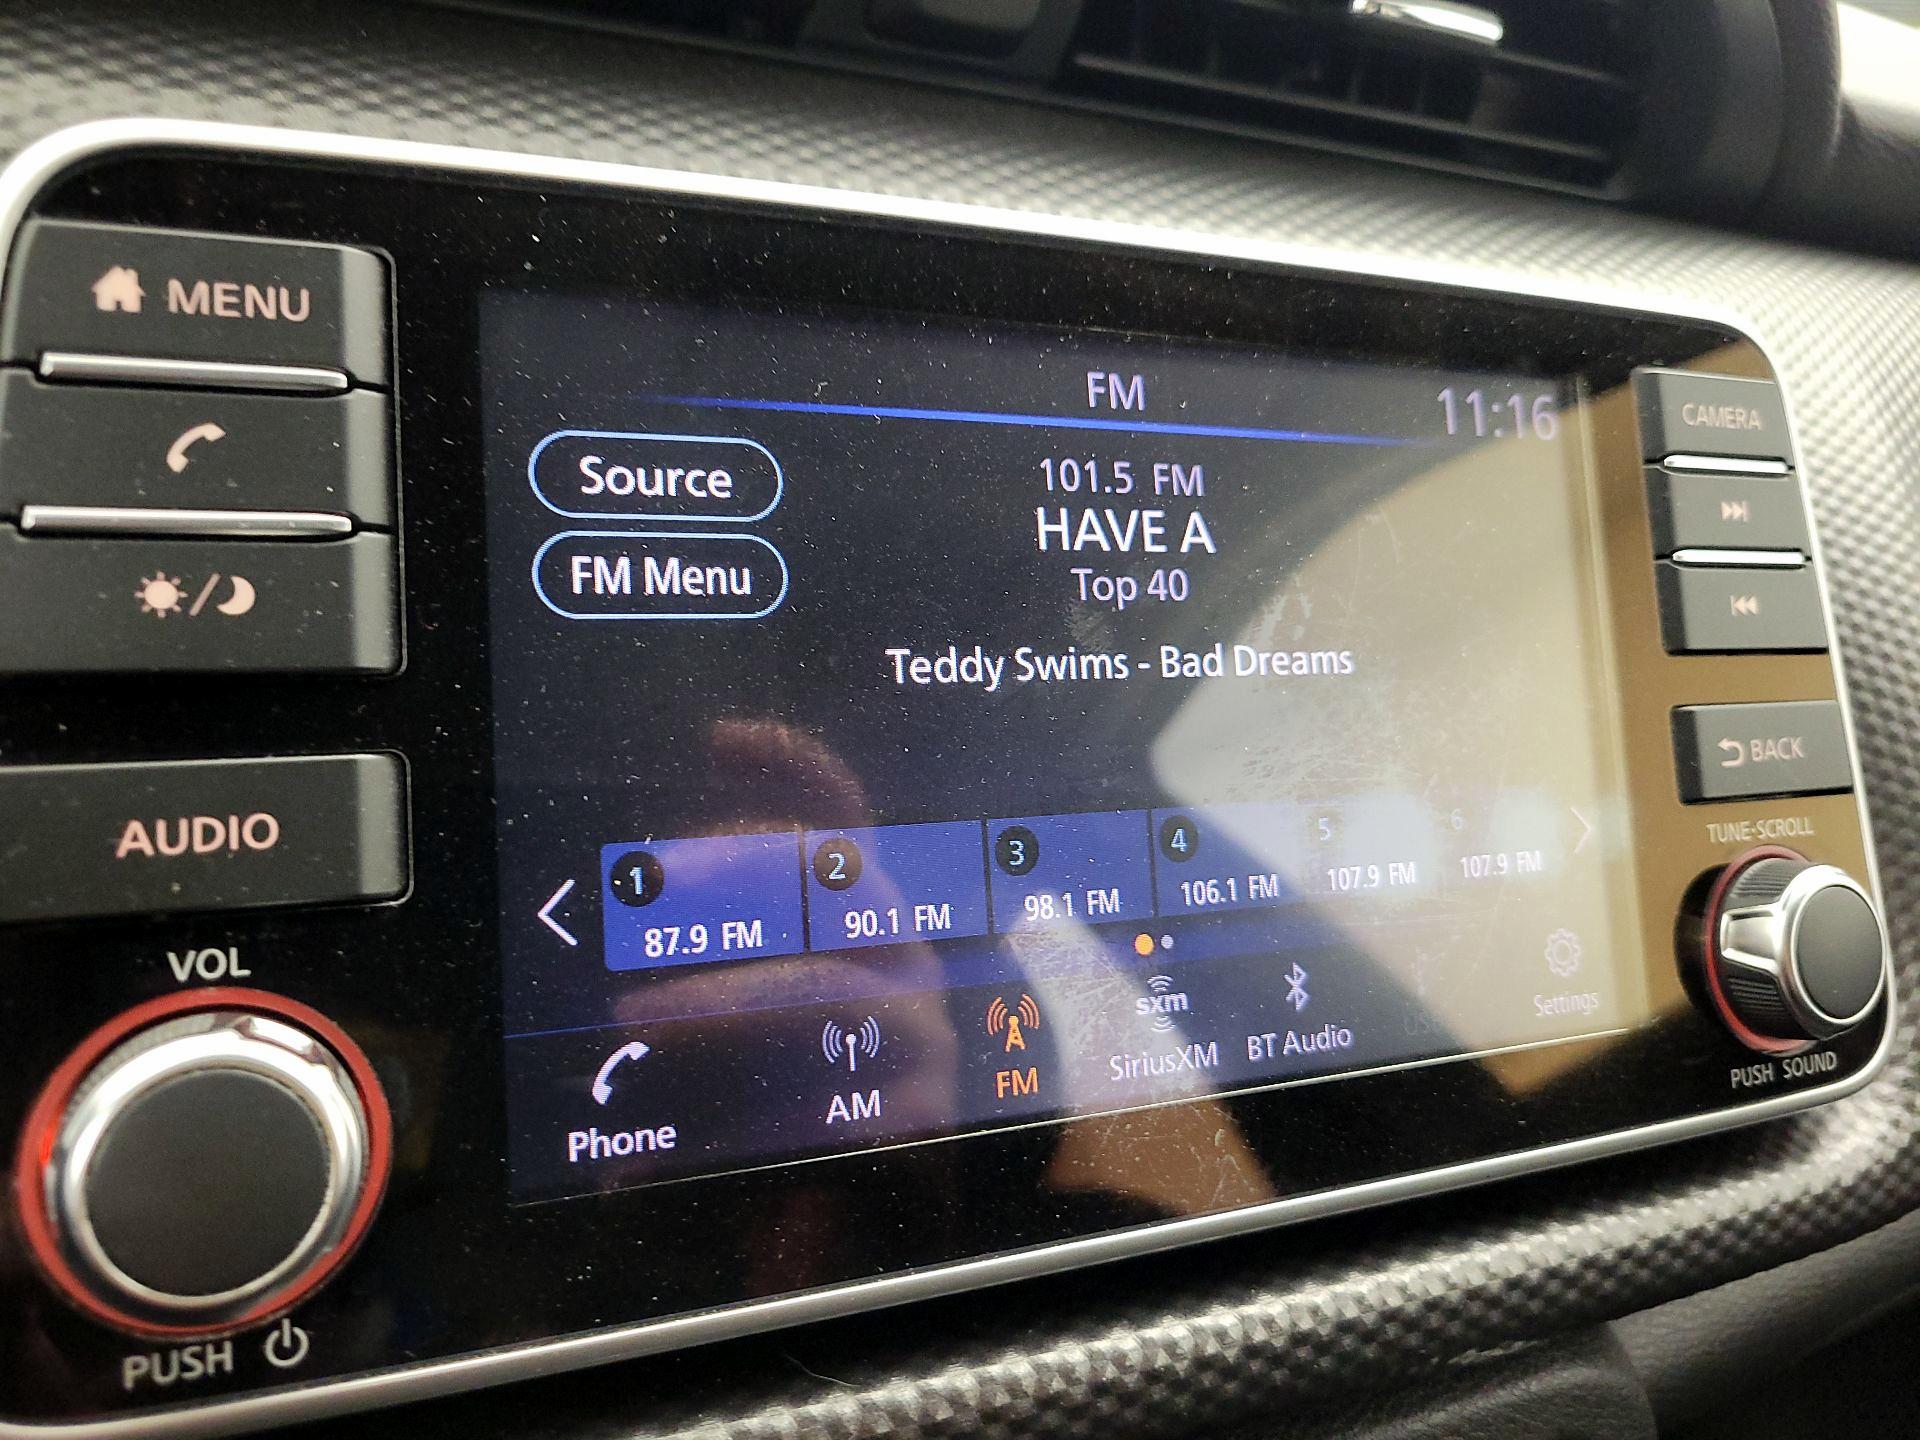 MENU
AUDIO
VOL
PUSH
FM
11:16
Source
FM Menu
101.5 FM
HAVE A
Top 40
Teddy Swims - Bad Dreams
1
87.9 FM
2
90.1 FM
3
98.1 FM
4
106.1 FM
5
107.9 FM
6
107.9 FM
Phone
AM
FM
sxm
SiriusXM
BT Audio
Settings
CAMERA
BACK
TUNE·SCROLL
PUSH SOUND